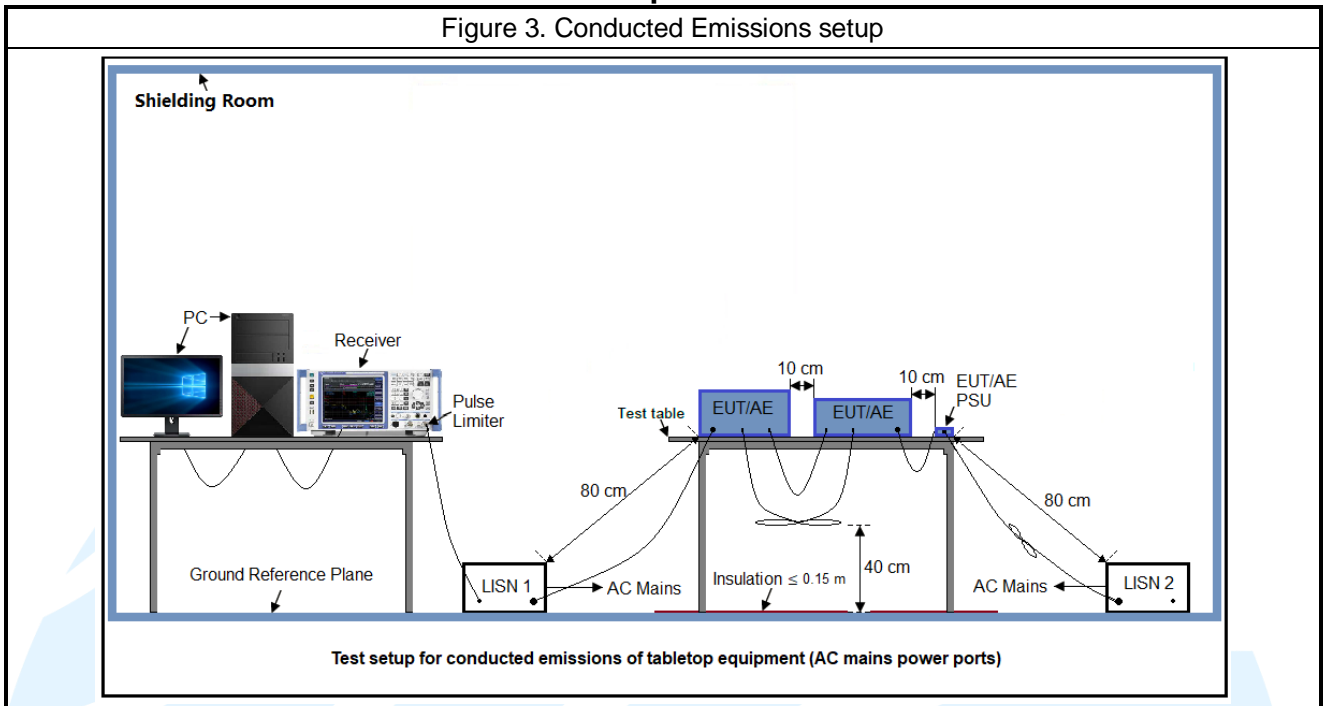 Figure 3. Conducted Emissions setup
Shielding Room
PC
Receiver
Pulse
Limiter
10 cm
10 cm
EUT/AE
PSU
Test table
EUT/AE
EUT/AE
80 cm
80 cm
Ground Reference Plane
LISN 1
AC Mains
Insulation ≤ 0.15 m
40 cm
AC Mains
LISN 2
Test setup for conducted emissions of tabletop equipment (AC mains power ports)